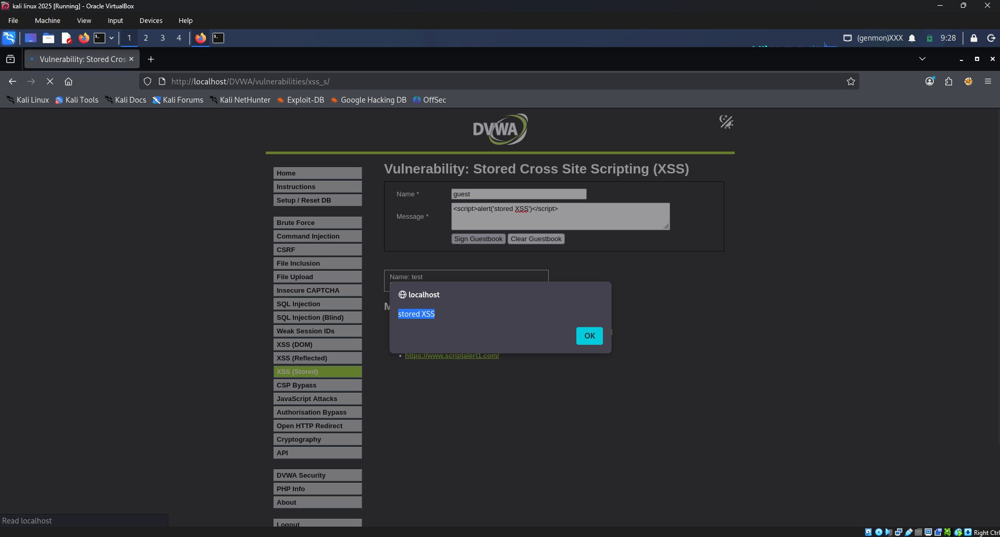 kali linux 2025 [Running] - Oracle VirtualBox
File Machine View Input Devices Help
1 2 3 4 (genmon)XXX 9:28
Vulnerability: Stored Cros
http://localhost/DVWA/vulnerabilities/xss_s/
Kali Linux Kali Tools Kali Docs Kali Forums Kali NetHunter Exploit-DB Google Hacking DB OffSec
DVWA
Home
Instructions
Setup / Reset DB
Brute Force
Command Injection
CSRF
File Inclusion
File Upload
Insecure CAPTCHA
SQL Injection
SQL Injection (Blind)
Weak Session IDs
XSS (DOM)
XSS (Reflected)
XSS (Stored)
CSP Bypass
JavaScript Attacks
Authorisation Bypass
Open HTTP Redirect
Cryptography
API
DVWA Security
PHP Info
About
Logout
Vulnerability: Stored Cross Site Scripting (XSS)
Name * guest
Message * <script>alert('stored XSS')</script>
Sign Guestbook Clear Guestbook
Name: test
localhost
stored XSS
OK
https://www.scriptalert1.com/
Read localhost
Right Ctrl